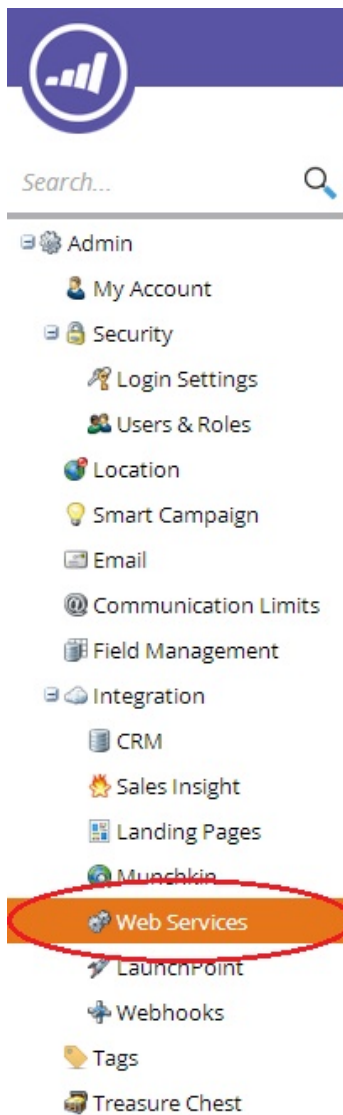 Search...
Admin
My Account
Security
Login Settings
Users & Roles
Location
Smart Campaign
Email
Communication Limits
Field Management
Integration
CRM
Sales Insight
Landing Pages
Munchkin
Web Services
LaunchPoint
Webhooks
Tags
Treasure Chest